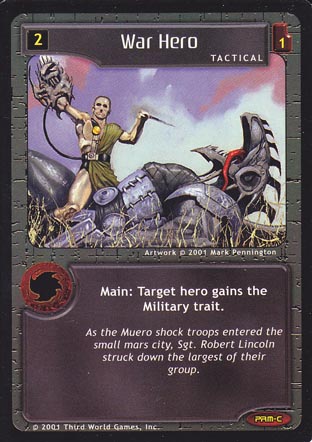 2
War Hero
1
TACTICAL
Artwork © 2001 Mark Pennington
Main: Target hero gains the
Military trait.
As the Muero shock troops entered the
small mars city, Sgt. Robert Lincoln
struck down the largest of their
group.
© 2001 Third World Games, Inc.
PRM-C